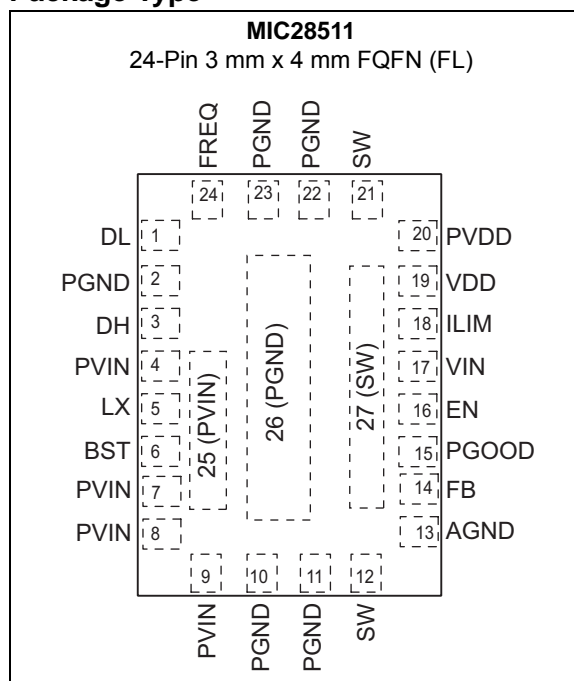 MIC28511
24-Pin 3 mm x 4 mm FQFN (FL)
FREQ
PGND
PGND
SW
24
23
22
21
DL 1
20 PVDD
PGND 2
19 VDD
DH 3
18 ILIM
PVIN 4
17 VIN
LX 5
16 EN
BST 6
15 PGOOD
PVIN 7
14 FB
PVIN 8
13 AGND
25 (PVIN)
26 (PGND)
27 (SW)
9
10
11
12
PVIN
PGND
PGND
SW